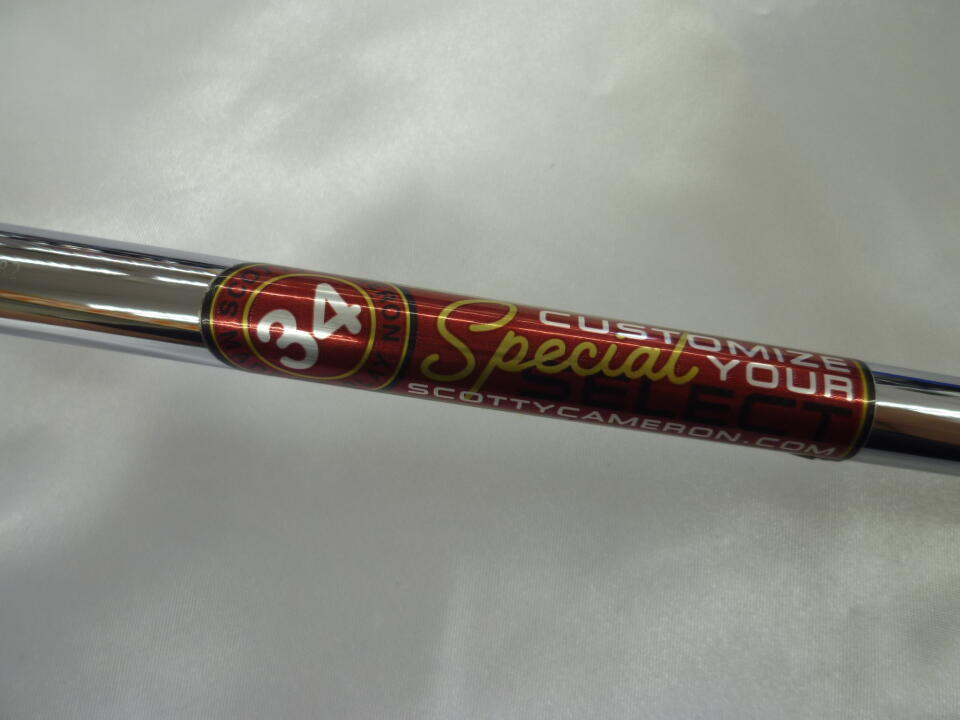 34
CUSTOMIZE
YOUR
Special
SELECT
SCOTTYCAMERON.COM